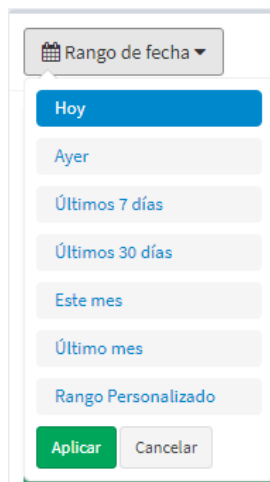 Rango de fecha
Hoy
Ayer
Últimos 7 días
Últimos 30 días
Este mes
Último mes
Rango Personalizado
Aplicar Cancelar